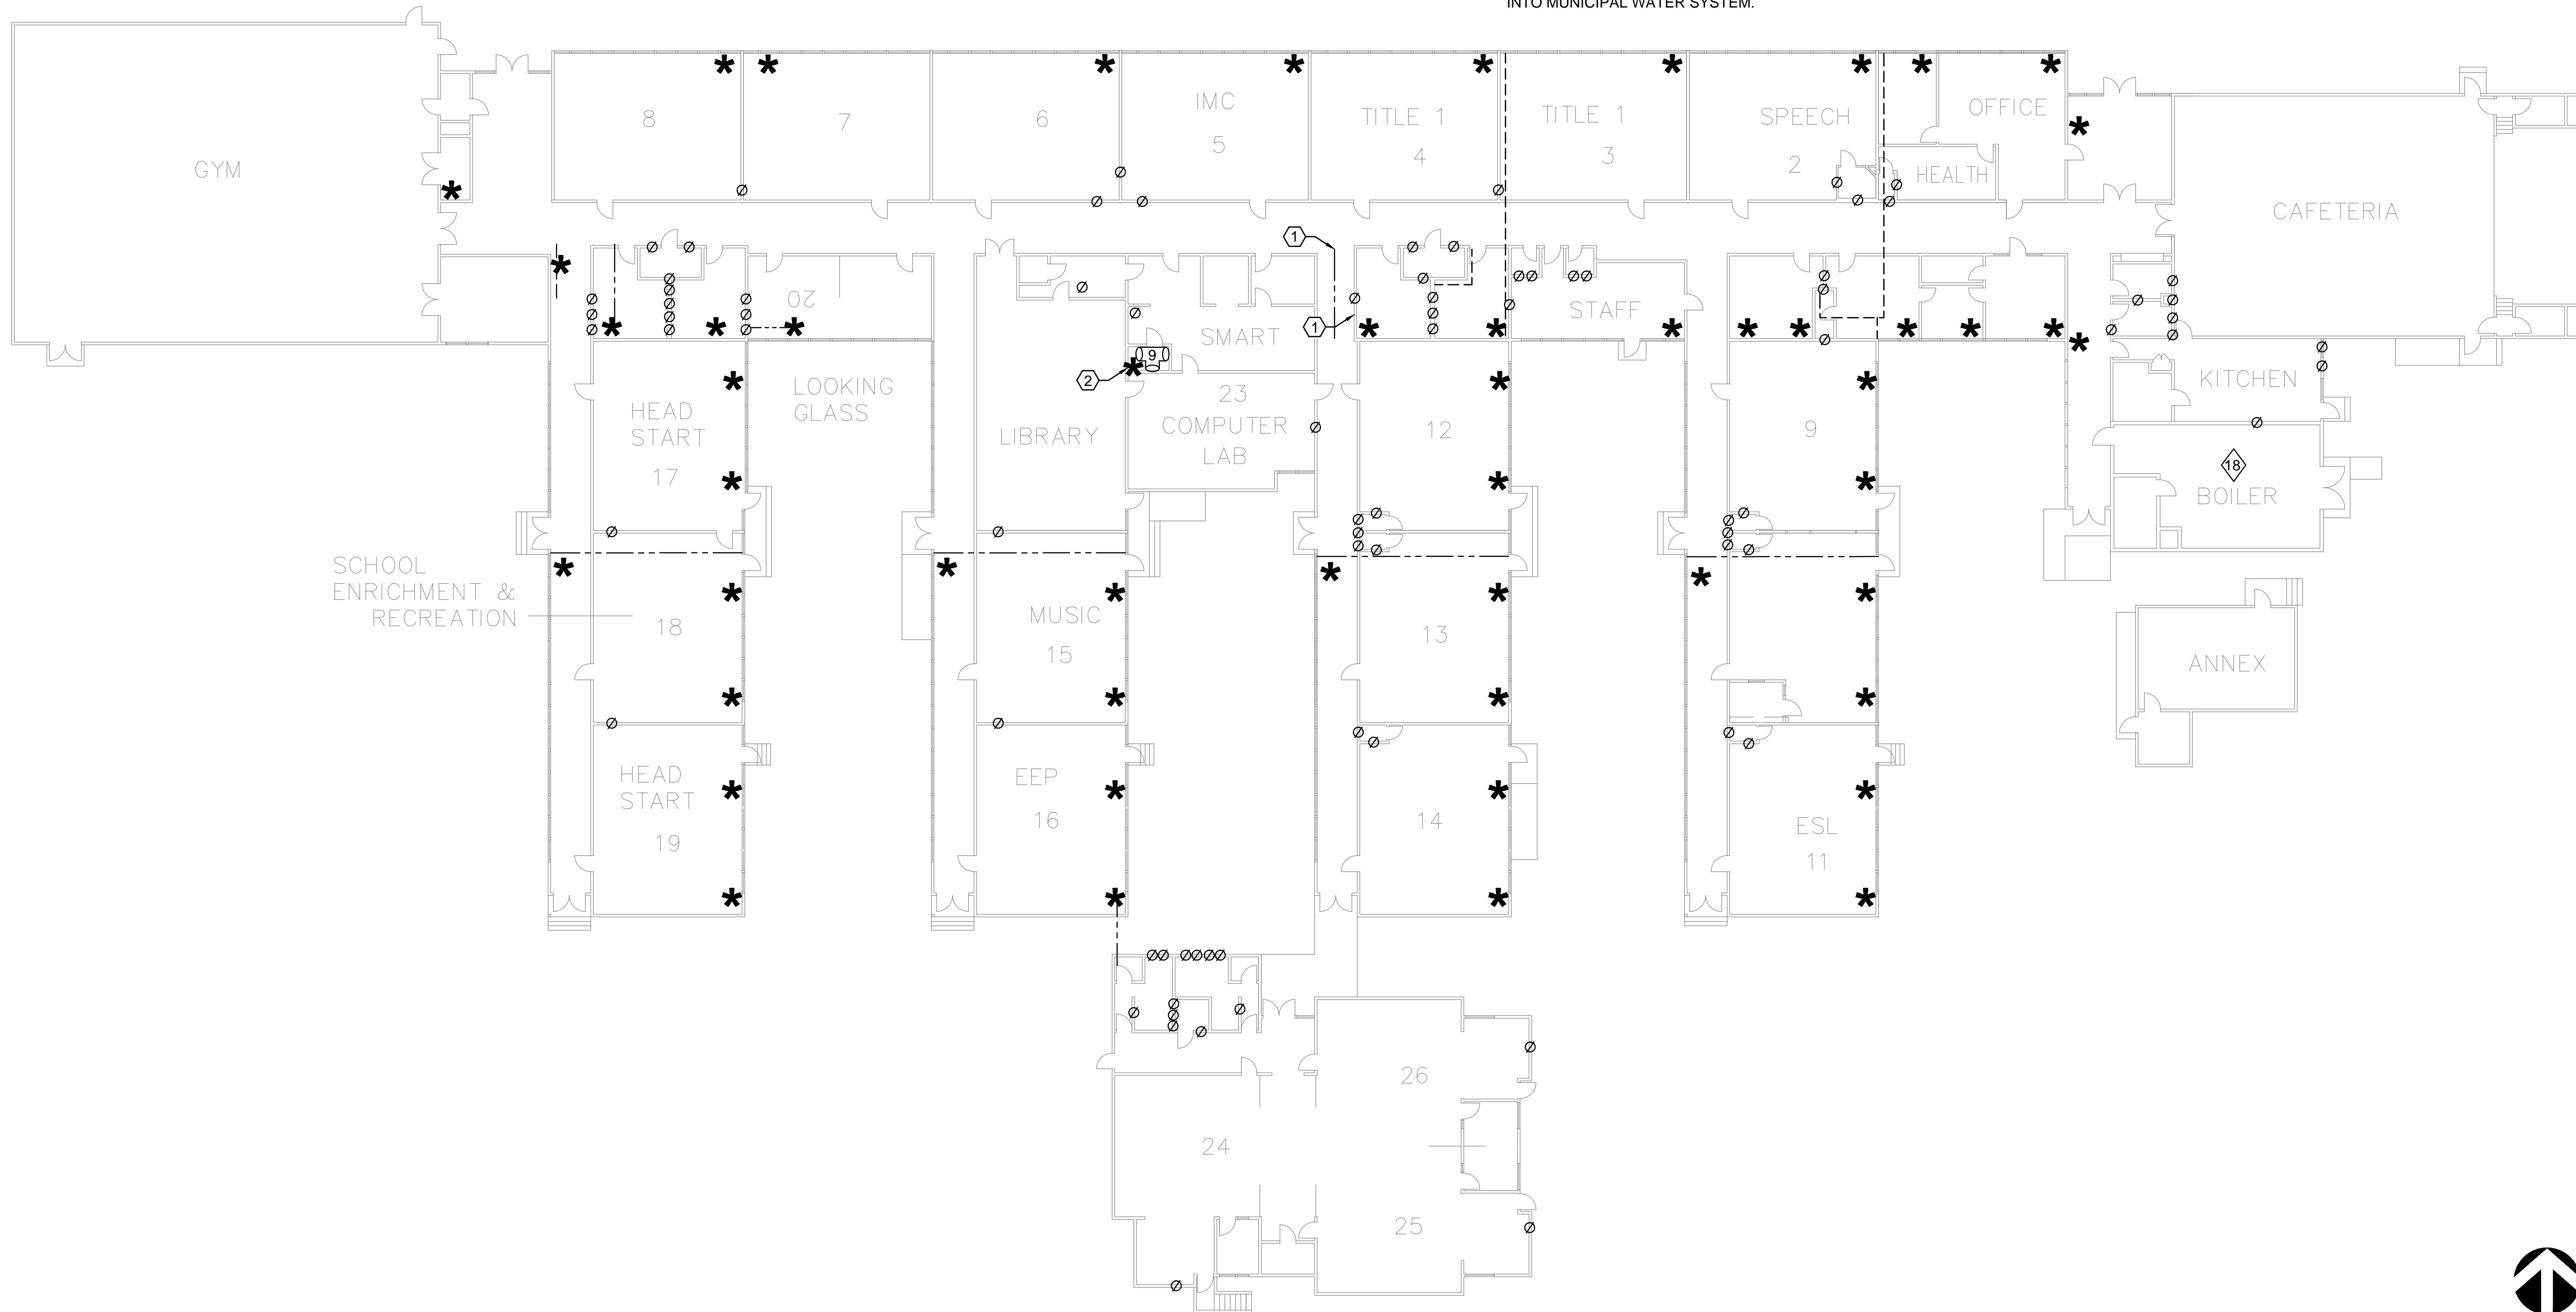 INTO MUNICIPAL WATER SYSTEM.
GYM
8
7
6
IMC
5
TITLE 1
4
TITLE 1
3
SPEECH
2
OFFICE
HEALTH
CAFETERIA
20
1
1
STAFF
SMART
9
2
KITCHEN
LOOKING
GLASS
HEAD
START
17
LIBRARY
23
COMPUTER
LAB
12
9
18
BOILER
SCHOOL
ENRICHMENT &
RECREATION
18
MUSIC
15
13
ANNEX
HEAD
START
19
EEP
16
14
ESL
11
26
24
25